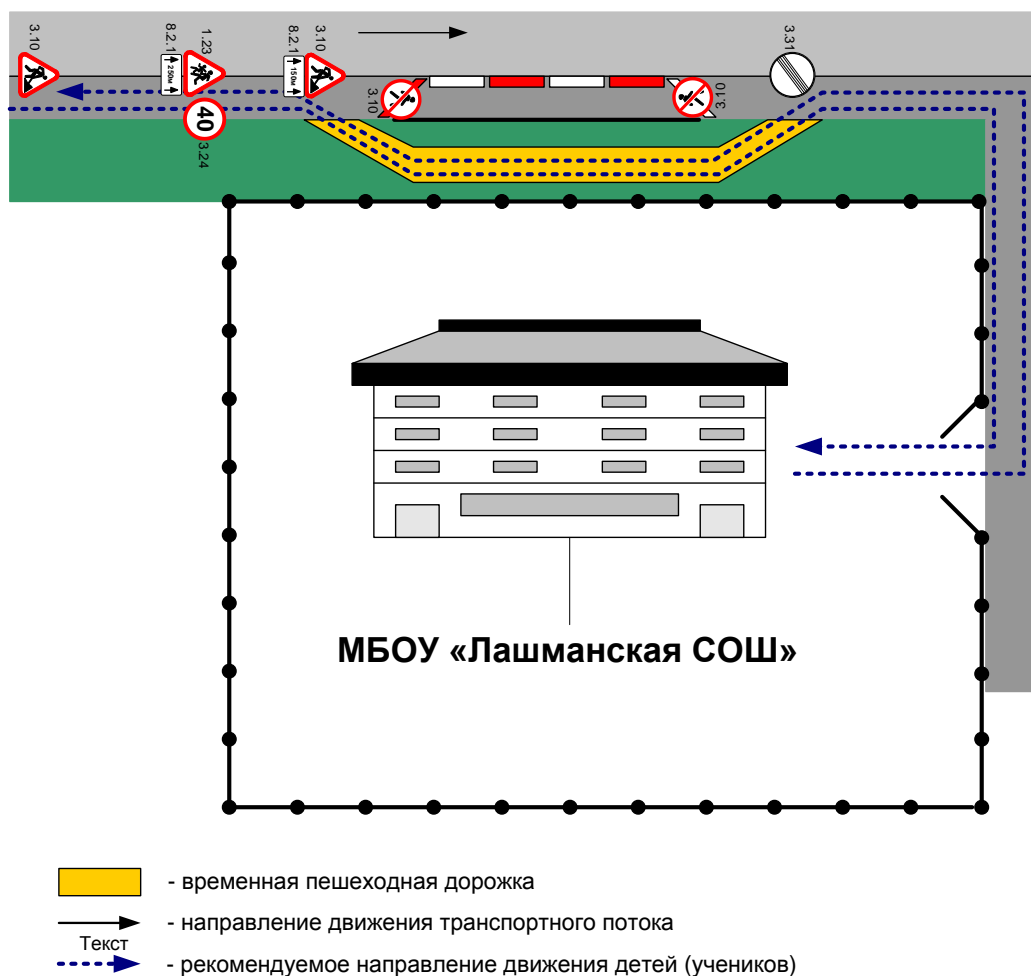 3.10
8.2.1
250м
1.23
40
3.24
8.2.1
150м
3.10
3.10
3.10
3.31
МБОУ «Лашманская СОШ»
- временная пешеходная дорожка
- направление движения транспортного потока
Текст
- рекомендуемое направление движения детей (учеников)